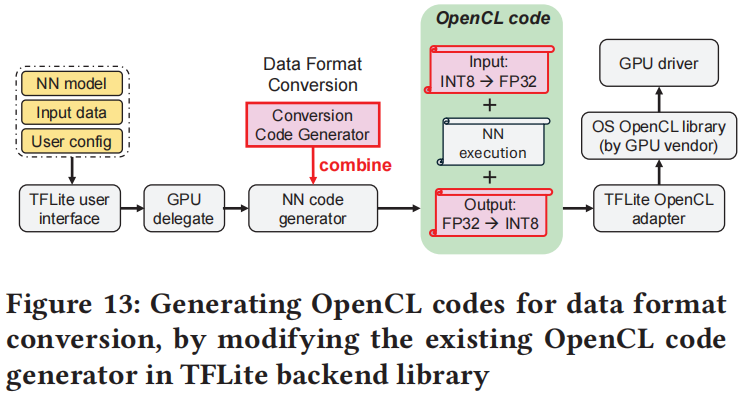 OpenCL code
NN model
Input data
User config
Data Format
Conversion
Conversion
Code Generator
combine
Input:
INT8 → FP32
+
NN
execution
+
Output:
FP32 → INT8
GPU driver
OS OpenCL library
(by GPU vendor)
TFLite user
interface
GPU
delegate
NN code
generator
TFLite OpenCL
adapter
Figure 13: Generating OpenCL codes for data format
conversion, by modifying the existing OpenCL code
generator in TFLite backend library